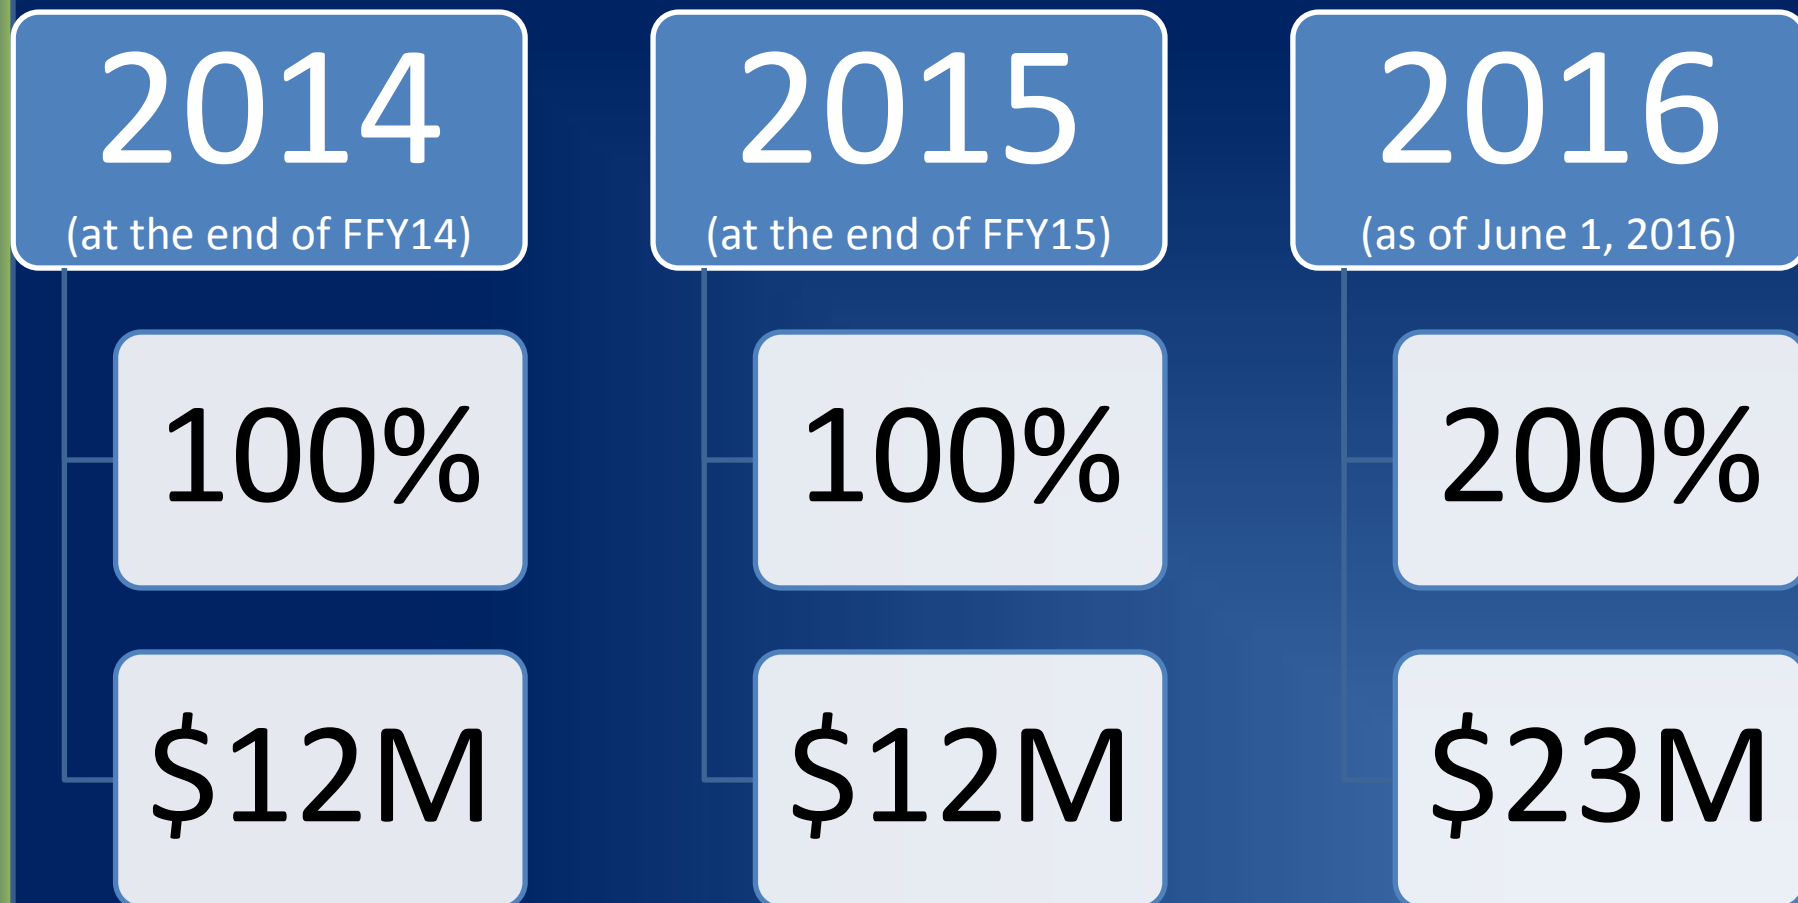 2014
(at the end of FFY14)
100%
$12M
2015
(at the end of FFY15)
100%
$12M
2016
(as of June 1, 2016)
200%
$23M